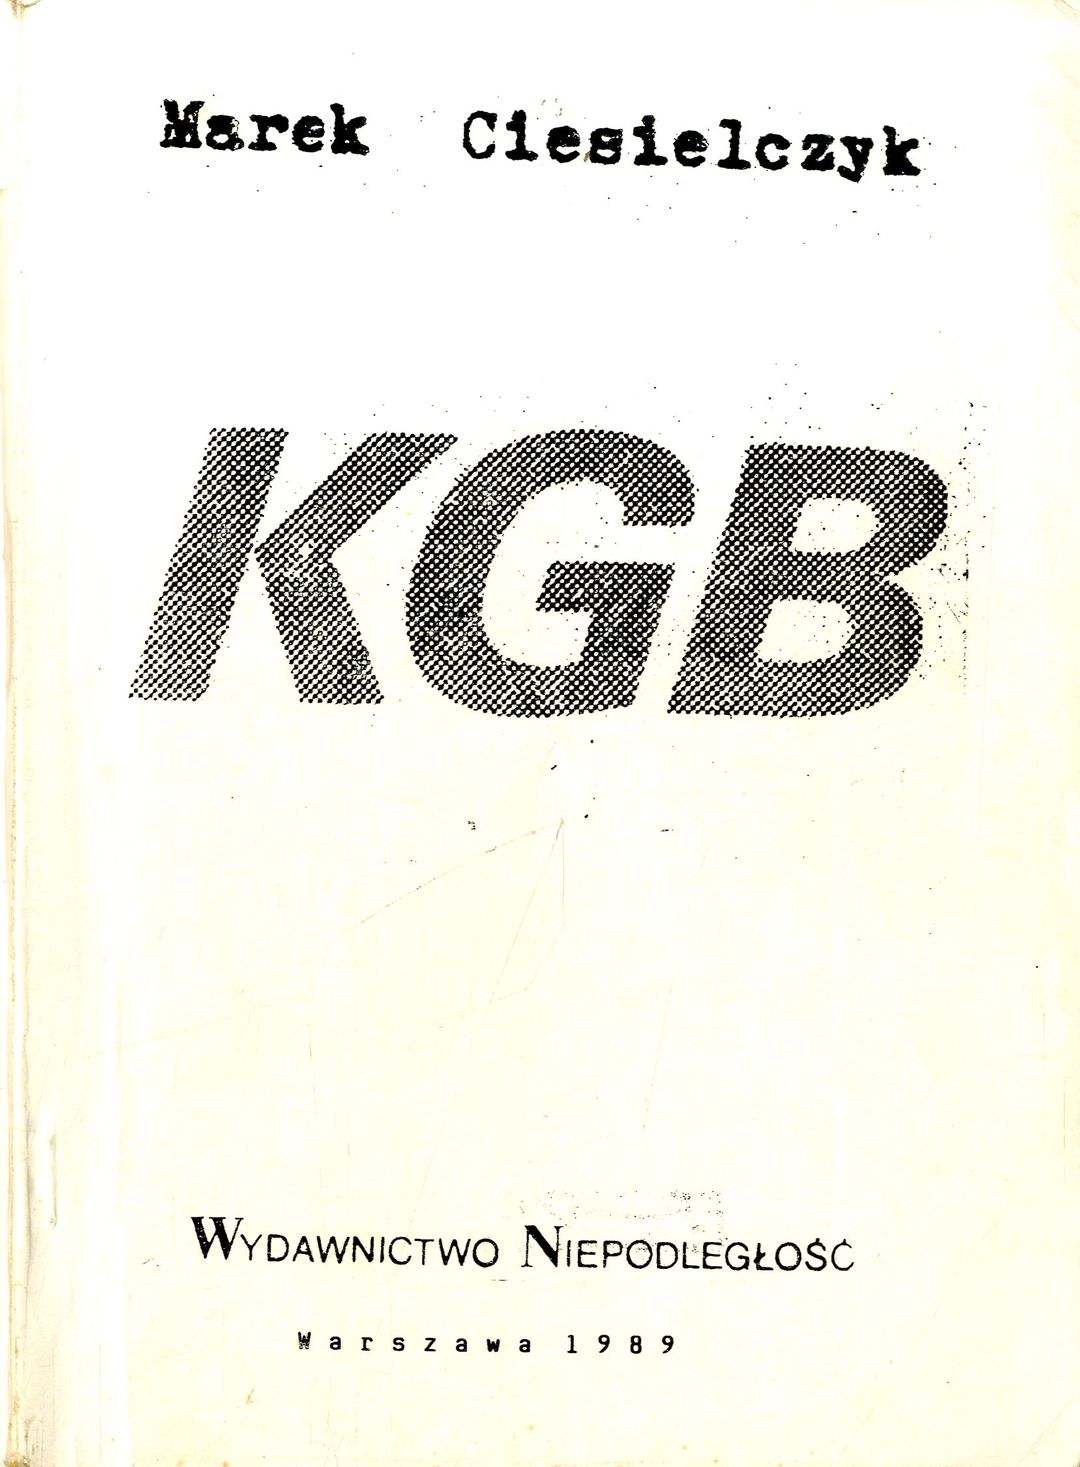 Marek Ciesielczyk
KGB
WYDAWNICTWO NIEPODLEGŁOŚĆ
Warszawa 1989